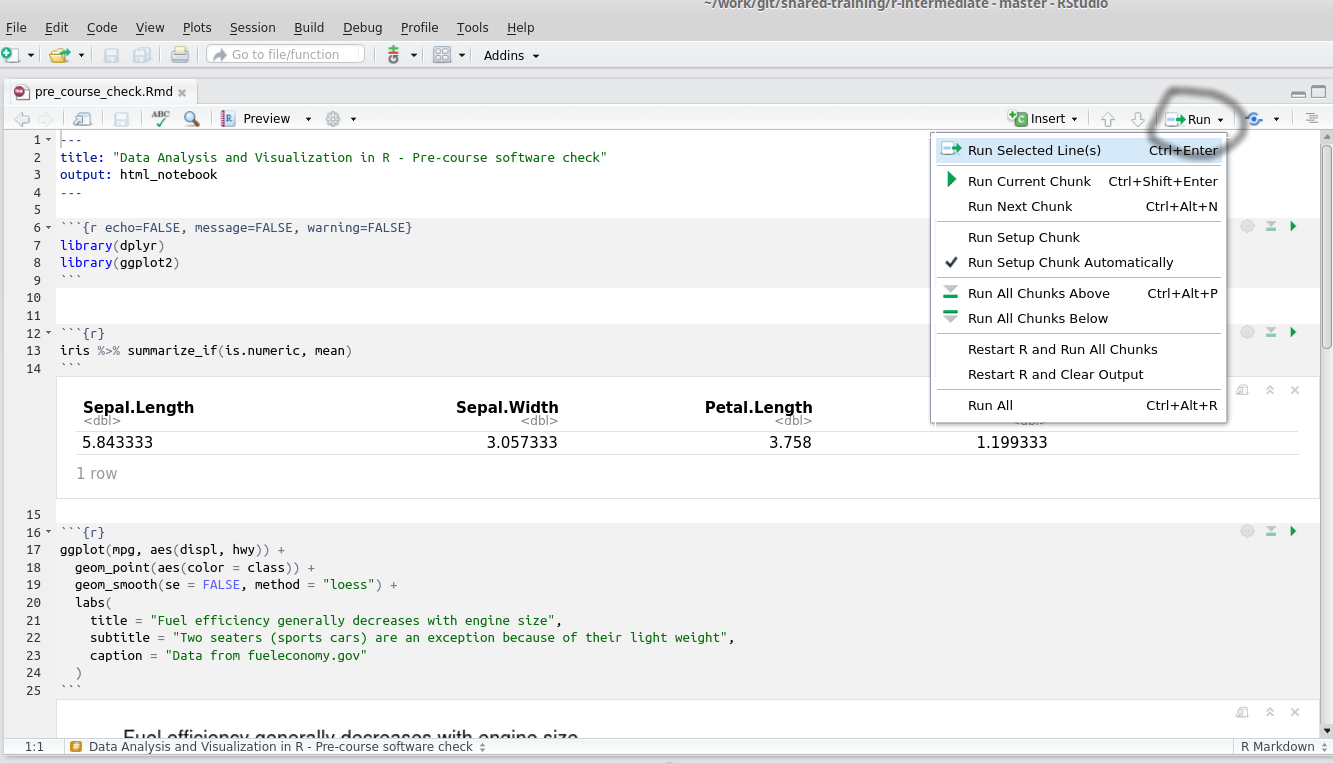 ~/work/git/shared-training/r-intermediate - master - RStudio
File Edit Code View Plots Session Build Debug Profile Tools Help
Go to file/function Addins
pre_course_check.Rmd
ABC Preview Insert Run
1 ---
2 title: "Data Analysis and Visualization in R - Pre-course software check"
3 output: html_notebook
4 ---
5
6 ```{r echo=FALSE, message=FALSE, warning=FALSE}
7 library(dplyr)
8 library(ggplot2)
9 ```
10
11
12 ```{r}
13 iris %>% summarize_if(is.numeric, mean)
14 ```
Run Selected Line(s) Ctrl+Enter
Run Current Chunk Ctrl+Shift+Enter
Run Next Chunk Ctrl+Alt+N
Run Setup Chunk
Run Setup Chunk Automatically
Run All Chunks Above Ctrl+Alt+P
Run All Chunks Below
Restart R and Run All Chunks
Restart R and Clear Output
Run All Ctrl+Alt+R
Sepal.Length Sepal.Width Petal.Length
<dbl> <dbl> <dbl> <dbl>
5.843333 3.057333 3.758 1.199333
1 row
15
16 ```{r}
17 ggplot(mpg, aes(displ, hwy)) +
18 geom_point(aes(color = class)) +
19 geom_smooth(se = FALSE, method = "loess") +
20 labs(
21 title = "Fuel efficiency generally decreases with engine size",
22 subtitle = "Two seaters (sports cars) are an exception because of their light weight",
23 caption = "Data from fueleconomy.gov"
24 )
25 ```
Fuel efficiency generally decreases with engine size
1:1 # Data Analysis and Visualization in R - Pre-course software check R Markdown